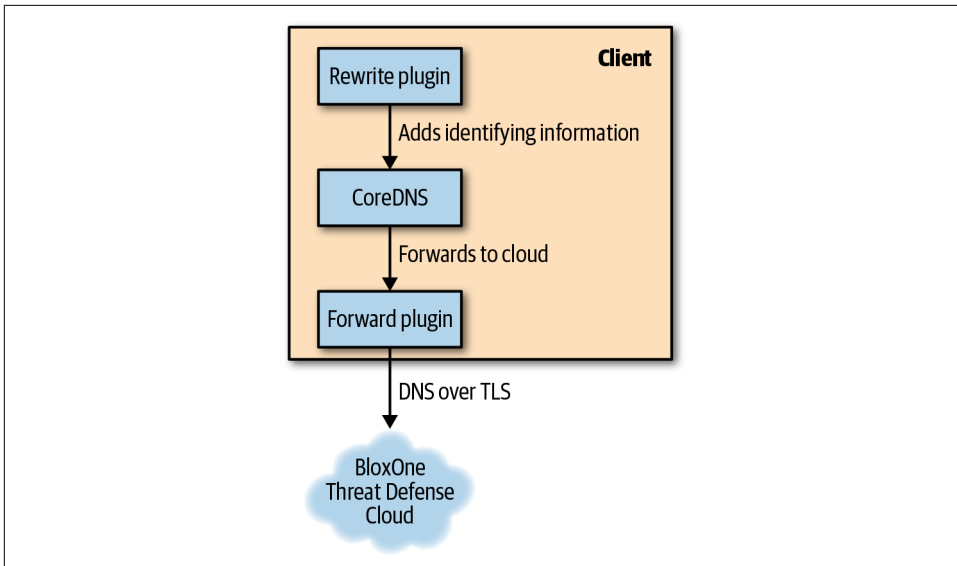 Client
Rewrite plugin
Adds identifying information
CoreDNS
Forwards to cloud
Forward plugin
DNS over TLS
BloxOne
Threat Defense
Cloud